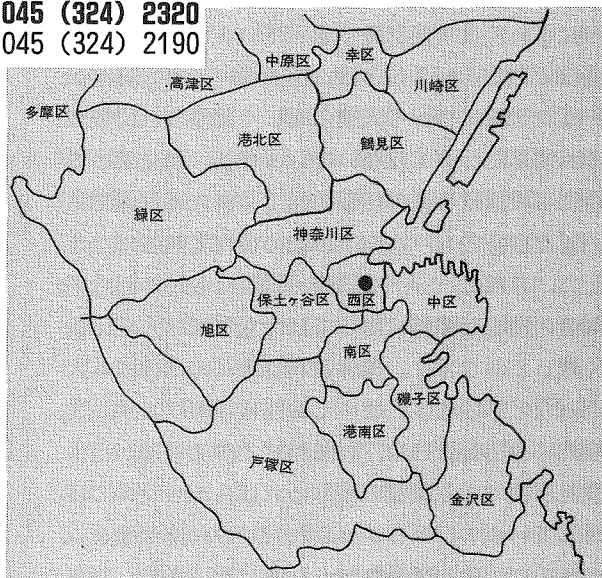 045 (324) 2320
045 (324) 2190
中原区
幸区
高津区
川崎区
多摩区
港北区
鶴見区
緑区
神奈川区
保土ヶ谷区
西区
中区
旭区
南区
磯子区
港南区
戸塚区
金沢区